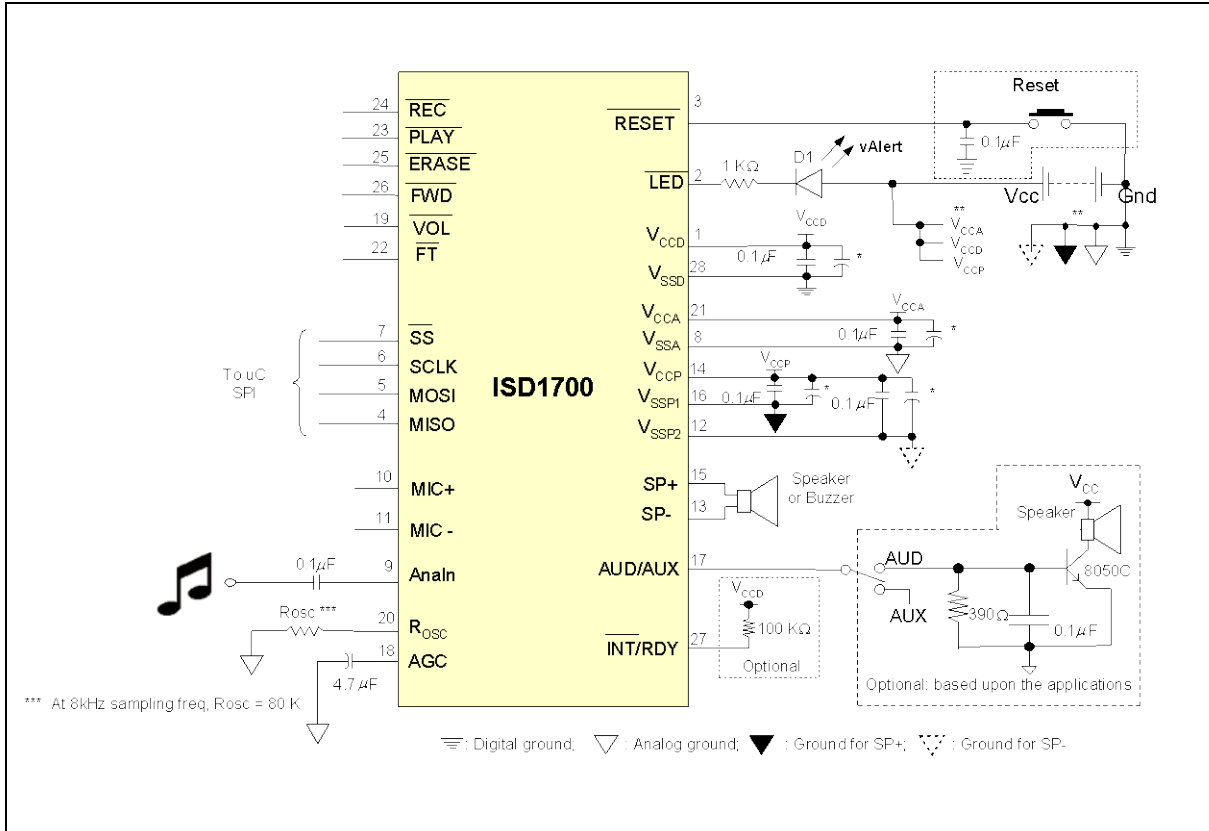 Reset
3
RESET
0.1μF
24
REC
23
PLAY
25
ERASE
26
FWD
19
VOL
22
FT
D1
vAlert
1 KΩ
2
LED
Vcc
Gnd
**
**
VCCA
VCCD
VCCP
VCCD
1
VCCD
0.1μF
*
28
VSSD
VCCA
21
VCCA
0.1μF
*
8
VSSA
VCCP
14
VCCP
0.1μF
*
0.1μF
*
16
VSSP1
12
VSSP2
7
SS
6
SCLK
5
MOSI
4
MISO
To uC
SPI
ISD1700
10
MIC+
11
MIC -
15
SP+
13
SP-
Speaker
or Buzzer
0.1μF
9
AnaIn
17
AUD/AUX
AUD
AUX
VCC
Speaker
8050C
390Ω
0.1μF
Optional: based upon the applications
VCCD
100 KΩ
27
INT/RDY
Optional
Rosc ***
20
ROSC
18
AGC
4.7μF
*** At 8kHz sampling freq, Rosc = 80 K
: Digital ground; : Analog ground; : Ground for SP+; : Ground for SP-